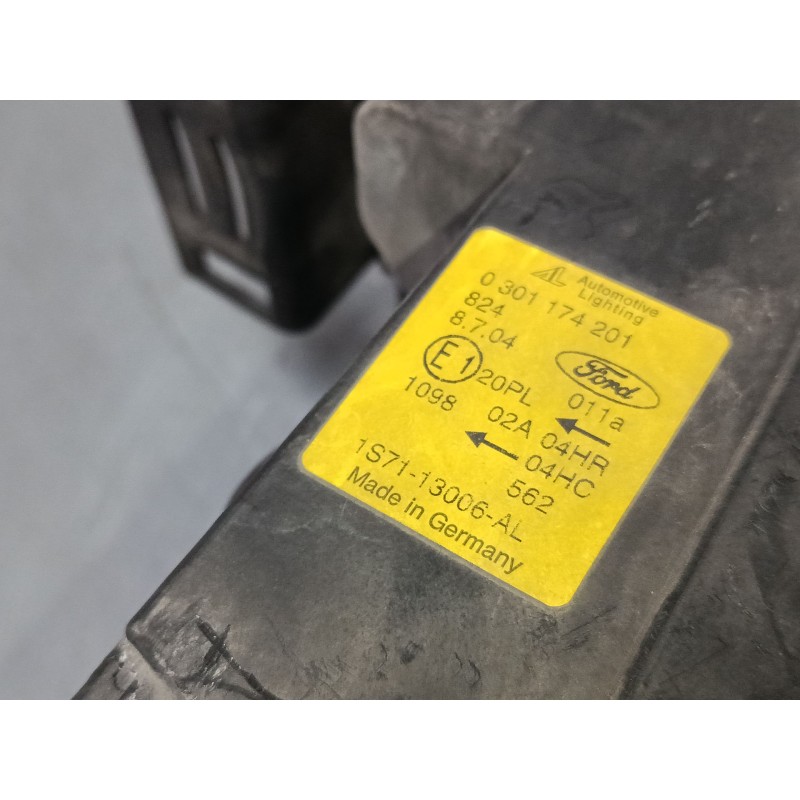 AL Automotive
Lighting
0 301 174 201
824
8.7.04
Ford
E1 20PL 011a
1098 02A 04HR
04HC
562
1S71-13006-AL
Made in Germany